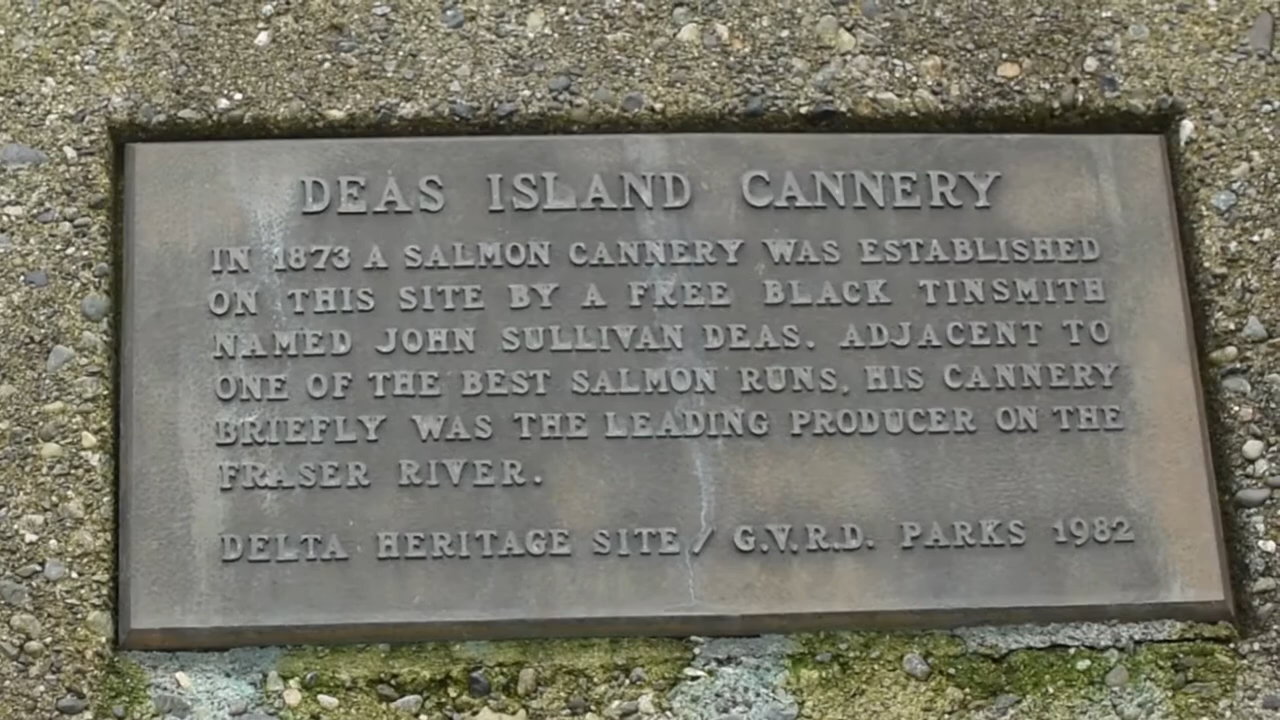 DEAS ISLAND CANNERY
IN 1873 A SALMON CANNERY WAS ESTABLISHED
ON THIS SITE BY A FREE BLACK TINSMITH
NAMED JOHN SULLIVAN DEAS. ADJACENT TO
ONE OF THE BEST SALMON RUNS, HIS CANNERY
BRIEFLY WAS THE LEADING PRODUCER ON THE
FRASER RIVER.
DELTA HERITAGE SITE / G.V.R.D. PARKS 1982